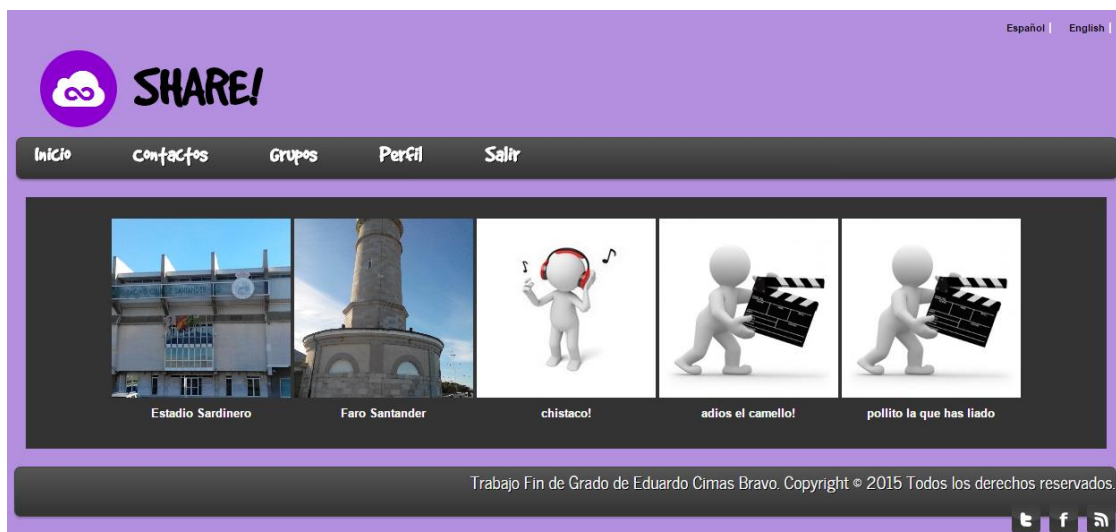 Español
English
SHARE!
Inicio
Contactos
Grupos
Perfil
Salir
Estadio Sardinero
Faro Santander
chistaco!
adios el camello!
pollito la que has liado
Trabajo Fin de Grado de Eduardo Cimas Bravo. Copyright © 2015 Todos los derechos reservados.